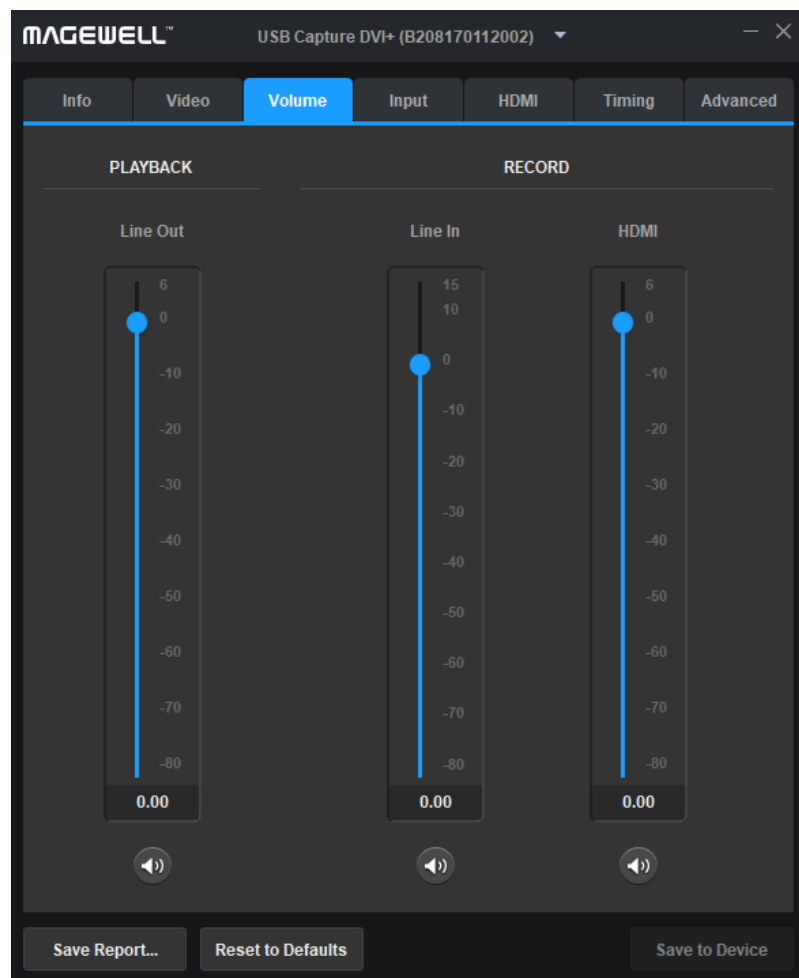 MAGEWELL™ USB Capture DVI+ (B208170112002)
Info Video Volume Input HDMI Timing Advanced
PLAYBACK RECORD
Line Out Line In HDMI
6 15 6
10
0 0
0
-10 -10
-10
-20 -20
-20
-30 -30
-30
-40 -40
-40
-50 -50
-50
-60 -60
-60
-70 -70
-70
-80 -80 -80
0.00 0.00 0.00
Save Report... Reset to Defaults Save to Device